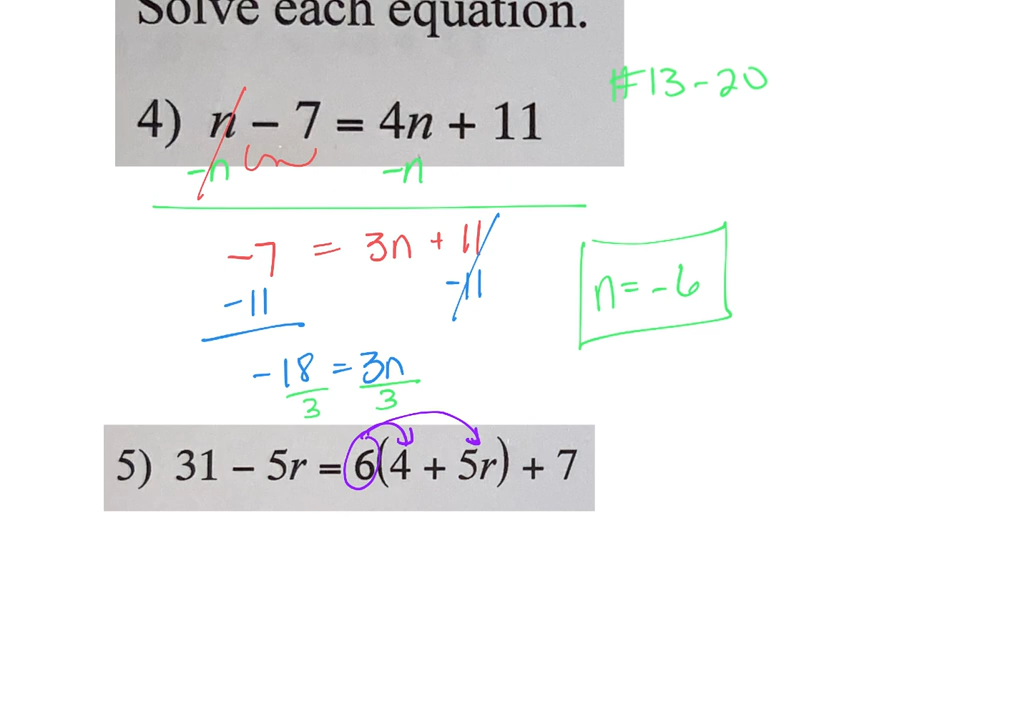 Solve each equation.
#13-20
4) n − 7 = 4n + 11
-n -n
-7 = 3n + 11
-11 -11
n = -6
-18 = 3n
3 3
5) 31 − 5r = 6(4 + 5r) + 7